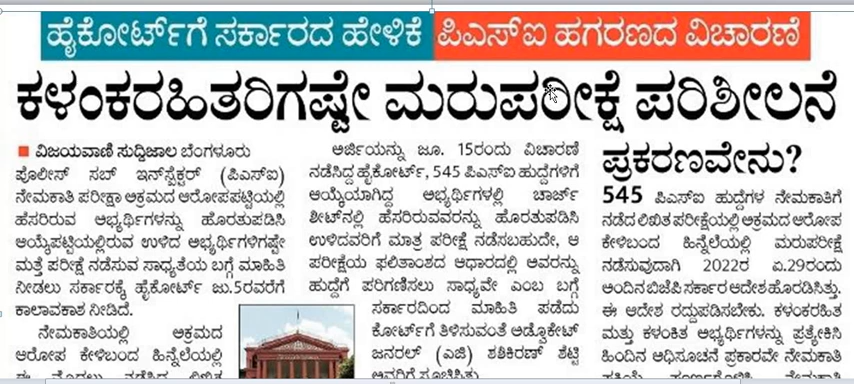 ಹೈಕೋರ್ಟ್‌ಗೆ ಸರ್ಕಾರದ ಹೇಳಿಕೆ ಪಿಎಸ್‌ಐ ಹಗರಣದ ವಿಚಾರಣೆ
ಕಳಂಕರಹಿತರಿಗಷ್ಟೇ ಮರುಪರೀಕ್ಷೆ ಪರಿಶೀಲನೆ
ವಿಜಯವಾಣಿ ಸುದ್ದಿಜಾಲ ಬೆಂಗಳೂರು
ಪೊಲೀಸ್ ಸಬ್ ಇನ್‌ಸ್ಪೆಕ್ಟರ್ (ಪಿಎಸ್‌ಐ)
ನೇಮಕಾತಿ ಪರೀಕ್ಷಾ ಅಕ್ರಮದ ಆರೋಪಪಟ್ಟಿಯಲ್ಲಿ
ಹೆಸರಿರುವ ಅಭ್ಯರ್ಥಿಗಳನ್ನು ಹೊರತುಪಡಿಸಿ
ಆಯ್ಕೆಪಟ್ಟಿಯಲ್ಲಿರುವ ಉಳಿದ ಅಭ್ಯರ್ಥಿಗಳಿಗಷ್ಟೇ
ಮತ್ತೆ ಪರೀಕ್ಷೆ ನಡೆಸುವ ಸಾಧ್ಯತೆಯ ಬಗ್ಗೆ ಮಾಹಿತಿ
ನೀಡಲು ಸರ್ಕಾರಕ್ಕೆ ಹೈಕೋರ್ಟ್ ಜು.5ರವರೆಗೆ
ಕಾಲಾವಕಾಶ ನೀಡಿದೆ.
ನೇಮಕಾತಿಯಲ್ಲಿ ಅಕ್ರಮದ
ಆರೋಪ ಕೇಳಿಬಂದ ಹಿನ್ನೆಲೆಯಲ್ಲಿ
ಅರ್ಜಿಯನ್ನು ಜೂ. 15ರಂದು ವಿಚಾರಣೆ
ನಡೆಸಿದ್ದ ಹೈಕೋರ್ಟ್, 545 ಪಿಎಸ್‌ಐ ಹುದ್ದೆಗಳಿಗೆ
ಆಯ್ಕೆಯಾಗಿದ್ದ ಅಭ್ಯರ್ಥಿಗಳಲ್ಲಿ ಚಾರ್ಜ್
ಶೀಟ್‌ನಲ್ಲಿ ಹೆಸರಿರುವವರನ್ನು ಹೊರತುಪಡಿಸಿ
ಉಳಿದವರಿಗೆ ಮಾತ್ರ ಪರೀಕ್ಷೆ ನಡೆಸಬಹುದೇ, ಆ
ಪರೀಕ್ಷೆಯ ಫಲಿತಾಂಶದ ಆಧಾರದಲ್ಲಿ ಅವರನ್ನು
ಹುದ್ದೆಗೆ ಪರಿಗಣಿಸಲು ಸಾಧ್ಯವೇ ಎಂಬ ಬಗ್ಗೆ
ಸರ್ಕಾರದಿಂದ ಮಾಹಿತಿ ಪಡೆದು
ಕೋರ್ಟ್‌ಗೆ ತಿಳಿಸುವಂತೆ ಅಡ್ವೊಕೇಟ್
ಜನರಲ್ (ಎಜಿ) ಶಶಿಕಿರಣ್ ಶೆಟ್ಟಿ
ಅವರಿಗೆ ಸೂಚಿಸಿತ್ತು.
ಪ್ರಕರಣವೇನು?
545 ಪಿಎಸ್‌ಐ ಹುದ್ದೆಗಳ ನೇಮಕಾತಿಗೆ
ನಡೆದ ಲಿಖಿತ ಪರೀಕ್ಷೆಯಲ್ಲಿ ಅಕ್ರಮದ ಆರೋಪ
ಕೇಳಿಬಂದ ಹಿನ್ನೆಲೆಯಲ್ಲಿ ಮರುಪರೀಕ್ಷೆ
ನಡೆಸುವುದಾಗಿ 2022ರ ಏ.29ರಂದು
ಅಂದಿನ ಬಿಜೆಪಿ ಸರ್ಕಾರ ಆದೇಶ ಹೊರಡಿಸಿತ್ತು.
ಈ ಆದೇಶ ರದ್ದುಪಡಿಸಬೇಕು. ಕಳಂಕರಹಿತ
ಮತ್ತು ಕಳಂಕಿತ ಅಭ್ಯರ್ಥಿಗಳನ್ನು ಪ್ರತ್ಯೇಕಿಸಿ
ಹಿಂದಿನ ಅಧಿಸೂಚನೆ ಪ್ರಕಾರವೇ ನೇಮಕಾತಿ